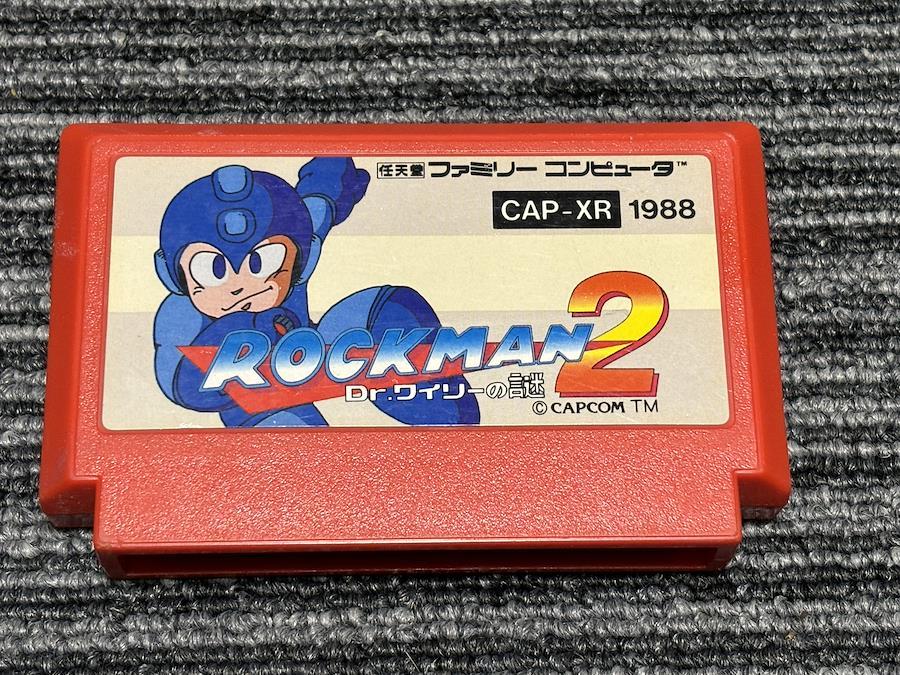 任天堂 ファミリー コンピュータ™
CAP-XR 1988
ROCKMAN 2
Dr.ワイリーの謎
©CAPCOM TM